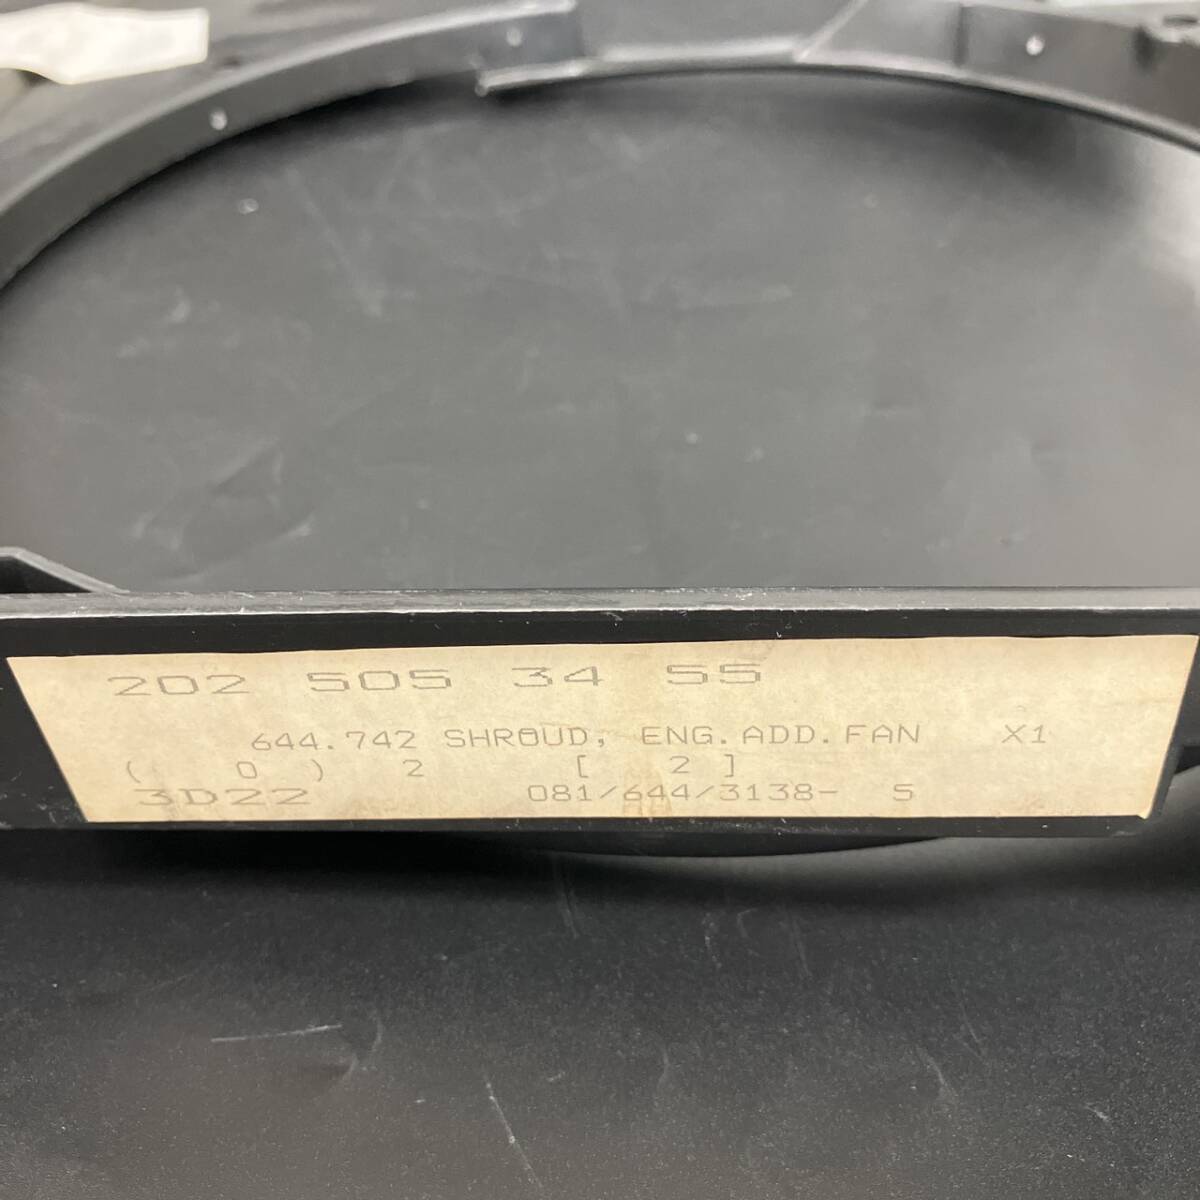 202 505 34 55
644.742 SHROUD, ENG.ADD.FAN X1
( 0 ) 2 [ 2 ]
3D22 081/644/3138- 5